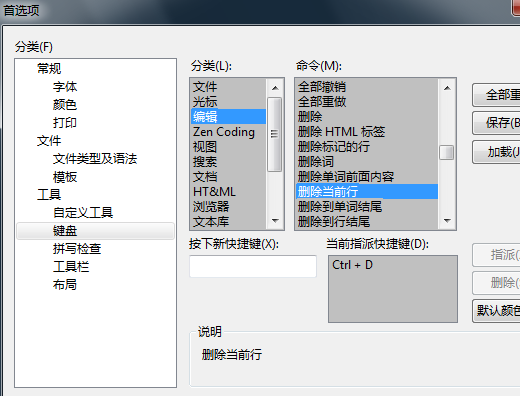 首选项
分类(F)
常规
字体
颜色
打印
文件
文件类型及语法
模板
工具
自定义工具
键盘
拼写检查
工具栏
布局
分类(L):
文件
光标
编辑
Zen Coding
视图
搜索
文档
HT&ML
浏览器
文本库
命令(M):
全部撤销
全部重做
删除
删除 HTML 标签
删除标记的行
删除词
删除单词前面内容
删除当前行
删除到单词结尾
删除到行结尾
全部重
保存(B
加载(J
按下新快捷键(X):
当前指派快捷键(D):
Ctrl + D
指派(
删除(
默认颜色
说明
删除当前行